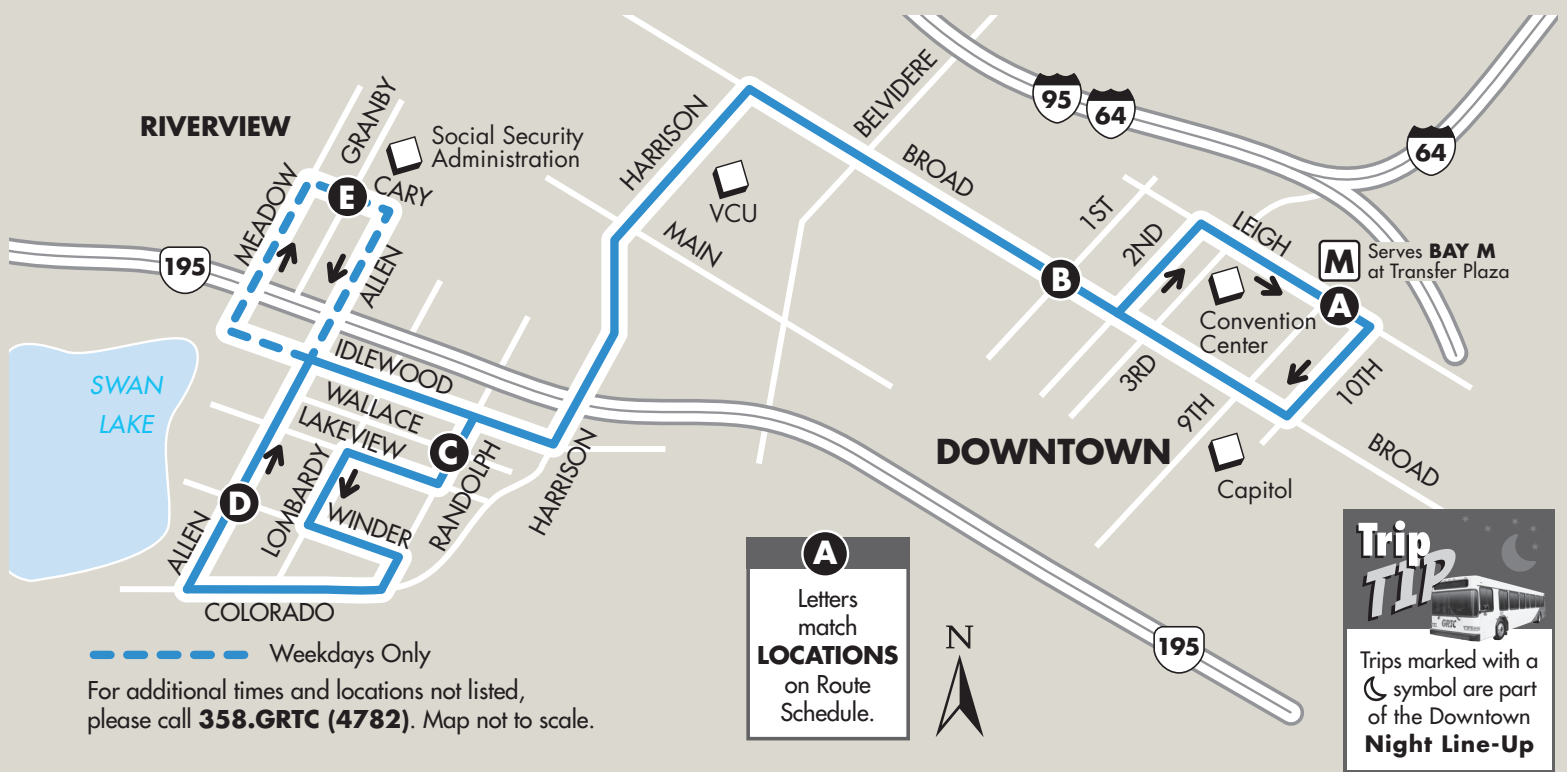 RIVERVIEW
GRANBY
Social Security
Administration
MEADOW
E
CARY
ALLEN
195
HARRISON
VCU
MAIN
BELVIDERE
BROAD
95
64
64
1ST
2ND
LEIGH
M
Serves BAY M
at Transfer Plaza
B
A
Convention
Center
3RD
9TH
10TH
BROAD
DOWNTOWN
Capitol
SWAN
LAKE
IDLEWOOD
WALLACE
LAKEVIEW
C
RANDOLPH
HARRISON
LOMBARDY
WINDER
D
ALLEN
COLORADO
195
Weekdays Only
For additional times and locations not listed,
please call 358.GRTC (4782). Map not to scale.
A
Letters
match
LOCATIONS
on Route
Schedule.
N
Trip
TIP
GRTC
Trips marked with a
symbol are part
of the Downtown
Night Line-Up